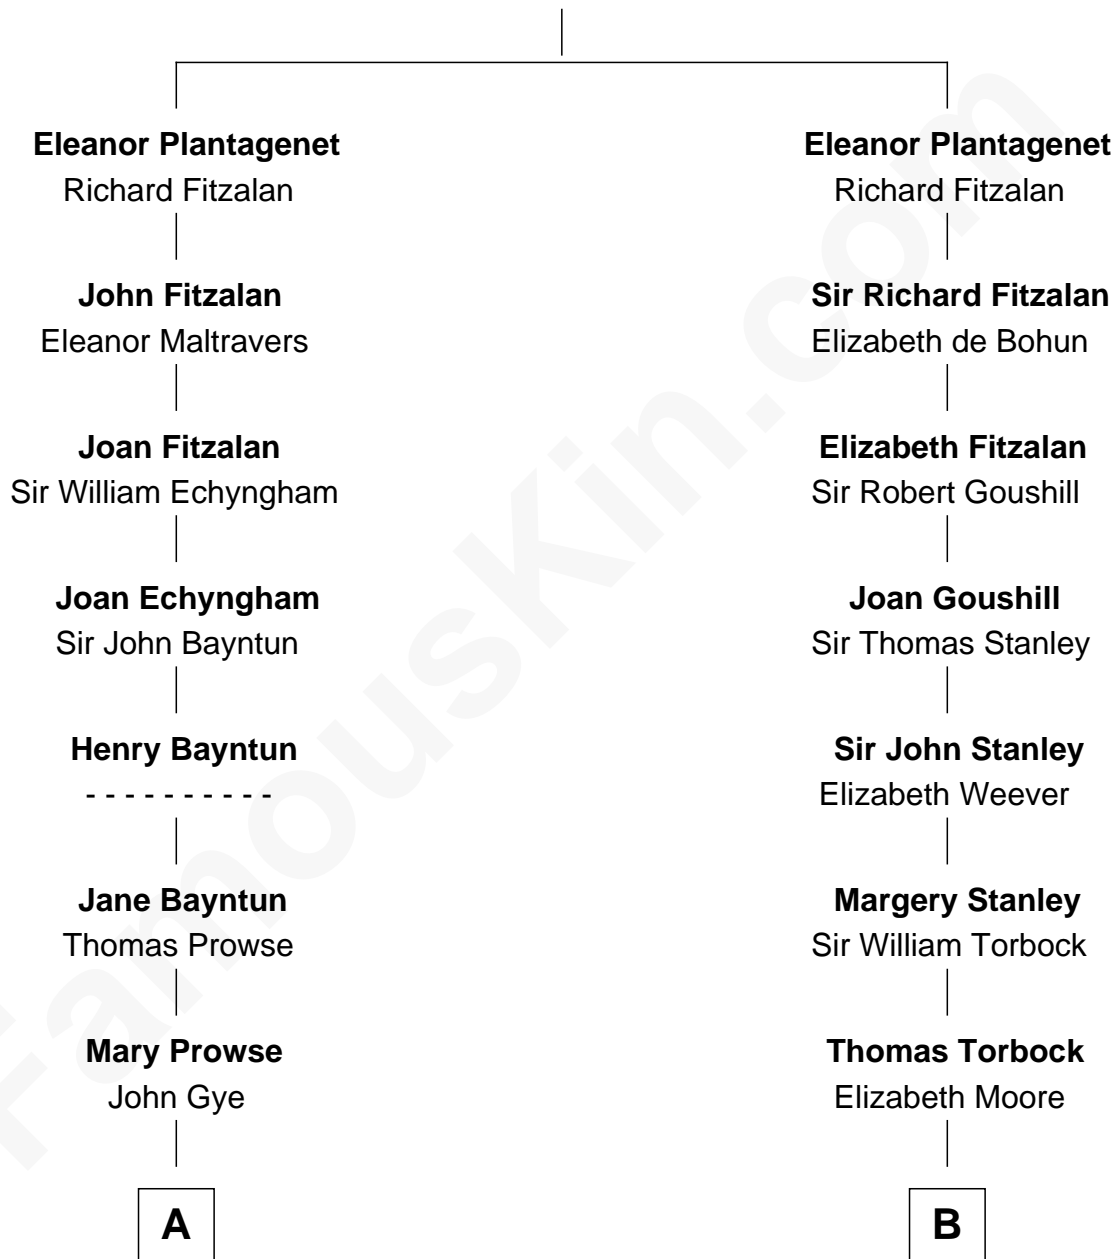 Eleanor Plantagenet
Richard Fitzalan
John Fitzalan
Eleanor Maltravers
Joan Fitzalan
Sir William Echyngham
Joan Echyngham
Sir John Bayntun
Henry Bayntun
- - - - - - - - - -
Jane Bayntun
Thomas Prowse
Mary Prowse
John Gye
A
Eleanor Plantagenet
Richard Fitzalan
Sir Richard Fitzalan
Elizabeth de Bohun
Elizabeth Fitzalan
Sir Robert Goushill
Joan Goushill
Sir Thomas Stanley
Sir John Stanley
Elizabeth Weever
Margery Stanley
Sir William Torbock
Thomas Torbock
Elizabeth Moore
B
FamousKin.com